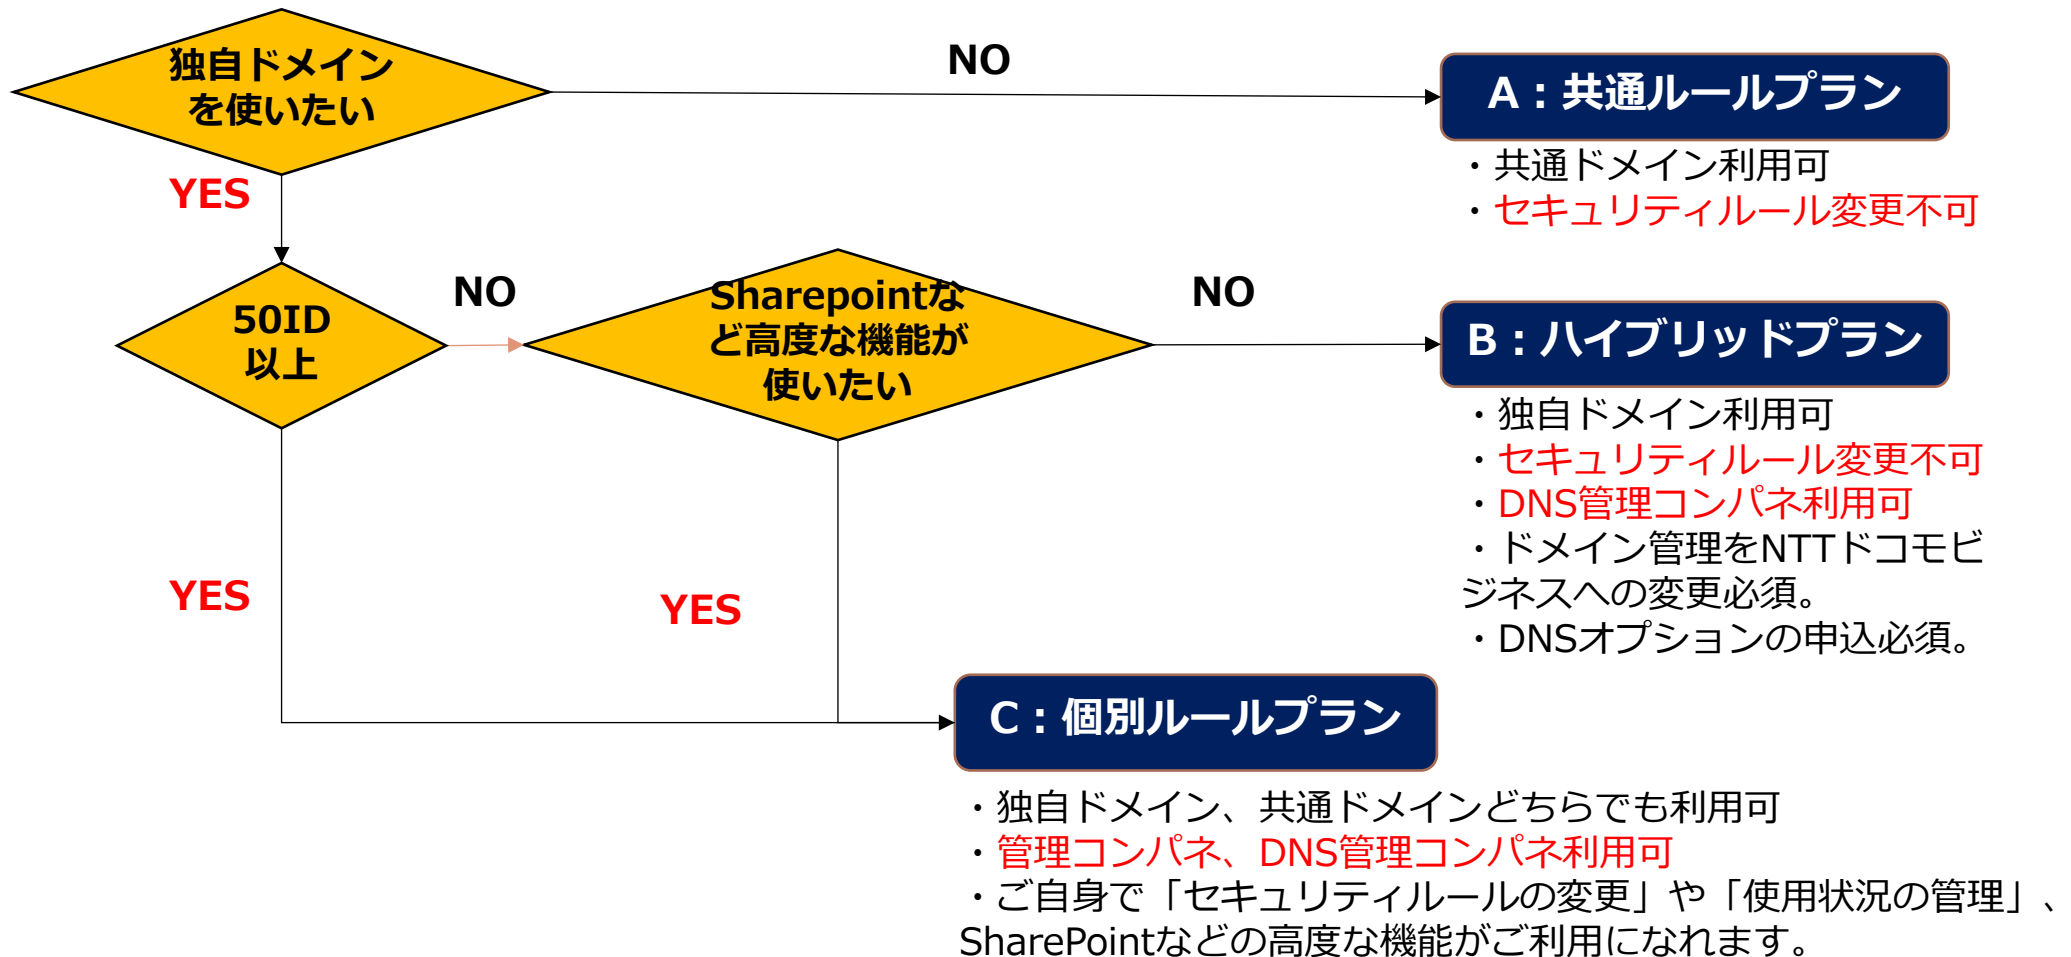 独自ドメイン
を使いたい
NO
A：共通ルールプラン
・共通ドメイン利用可
・セキュリティルール変更不可
YES
50ID
以上
NO
Sharepointな
ど高度な機能が
使いたい
NO
B：ハイブリッドプラン
・独自ドメイン利用可
・セキュリティルール変更不可
・DNS管理コンパネ利用可
・ドメイン管理をNTTドコモビ
ジネスへの変更必須。
・DNSオプションの申込必須。
YES
YES
C：個別ルールプラン
・独自ドメイン、共通ドメインどちらでも利用可
・管理コンパネ、DNS管理コンパネ利用可
・ご自身で「セキュリティルールの変更」や「使用状況の管理」、
SharePointなどの高度な機能がご利用になれます。